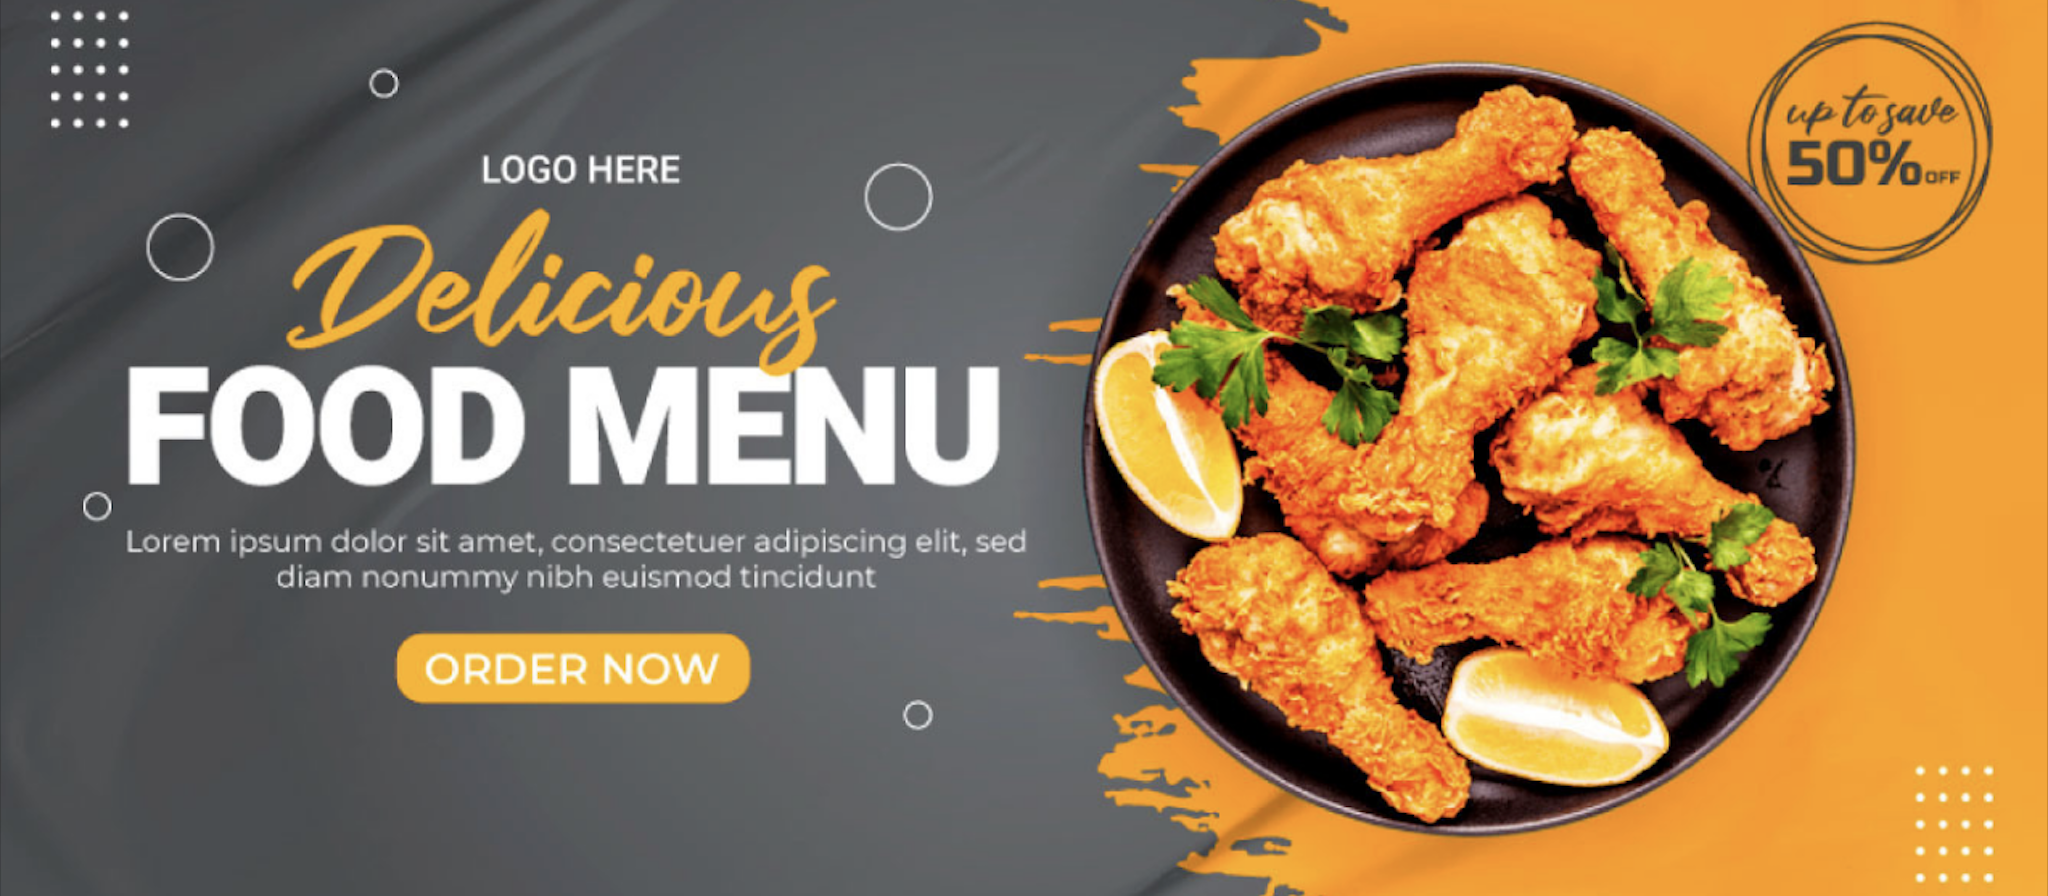 LOGO HERE
Delicious
FOOD MENU
Lorem ipsum dolor sit amet, consectetuer adipiscing elit, sed
diam nonummy nibh euismod tincidunt
ORDER NOW
up to save
50% OFF